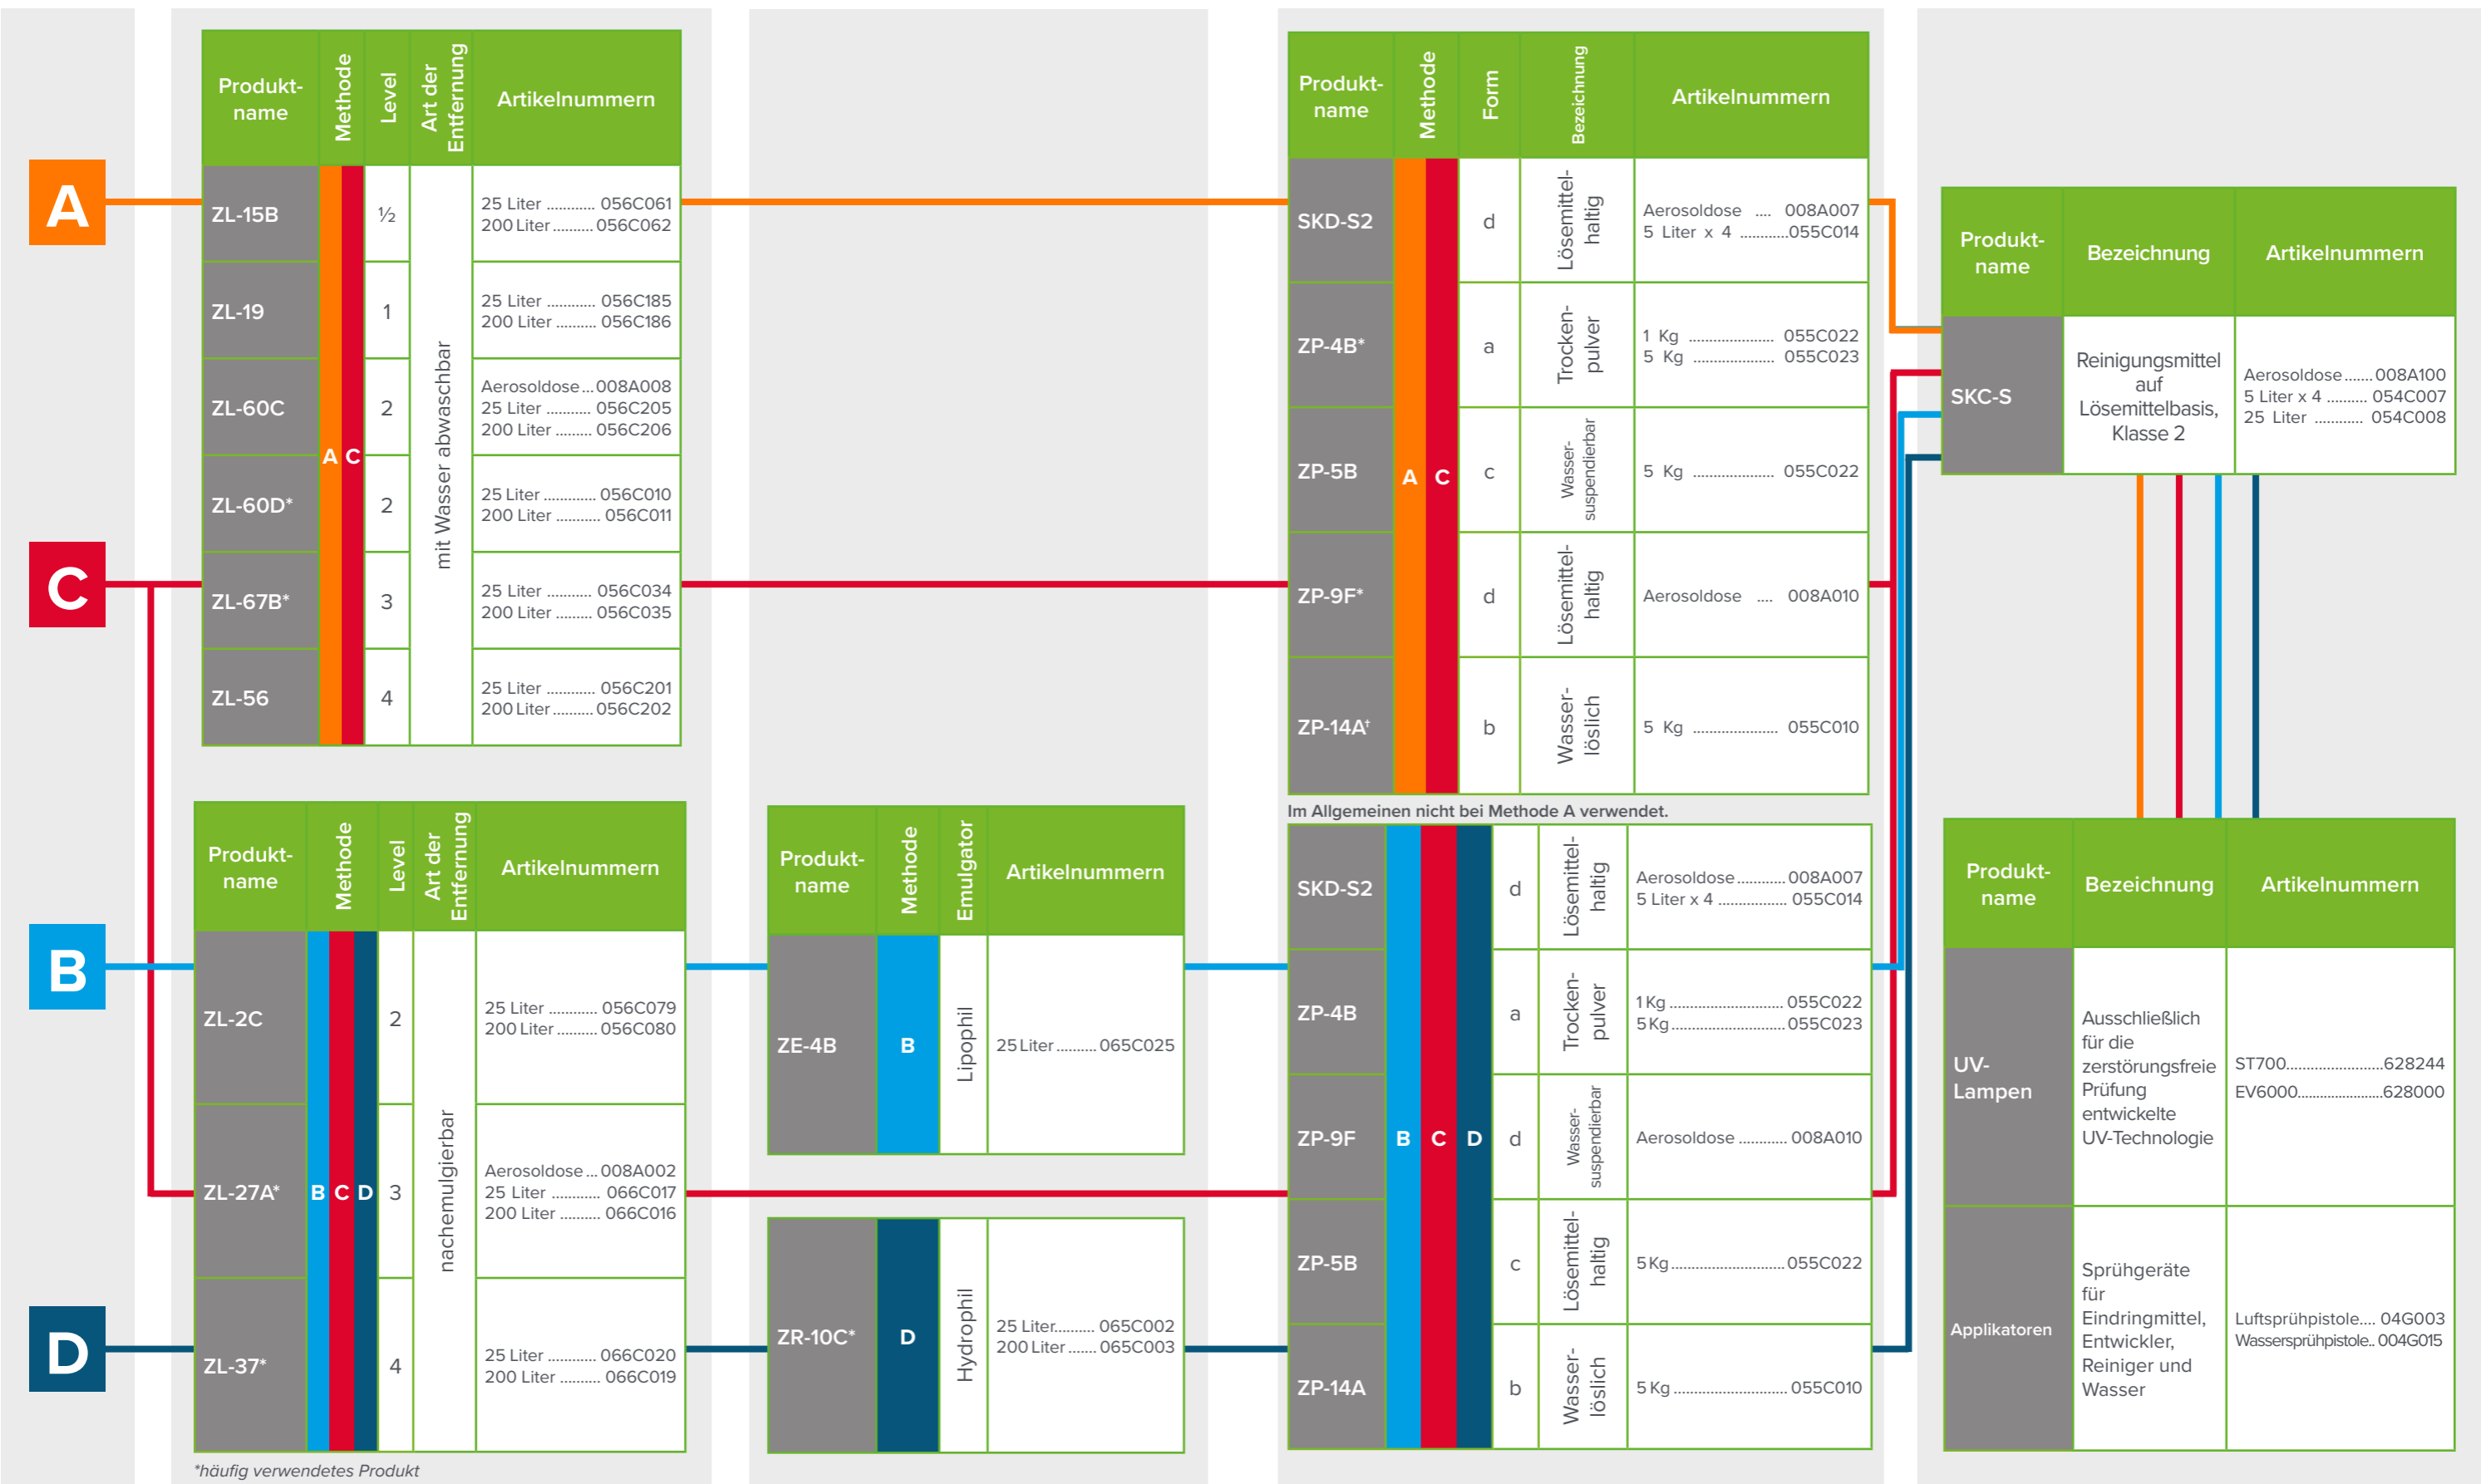 A
C
B
D
Produkt-
name
Methode
Level
Art der
Entfernung
Artikelnummern
ZL-15B
½
25 Liter ............ 056C061
200 Liter .......... 056C062
ZL-19
1
25 Liter ............ 056C185
200 Liter .......... 056C186
ZL-60C
2
Aerosoldose ... 008A008
25 Liter ........... 056C205
200 Liter ......... 056C206
ZL-60D*
2
25 Liter ............. 056C010
200 Liter ........... 056C011
ZL-67B*
3
25 Liter ........... 056C034
200 Liter ......... 056C035
ZL-56
4
25 Liter ............ 056C201
200 Liter .......... 056C202
A C
mit Wasser abwaschbar
Produkt-
name
Methode
Level
Art der
Entfernung
Artikelnummern
ZL-2C
2
25 Liter ............ 056C079
200 Liter .......... 056C080
ZL-27A*
B C D
3
Aerosoldose ... 008A002
25 Liter ............ 066C017
200 Liter .......... 066C016
ZL-37*
4
25 Liter ............ 066C020
200 Liter .......... 066C019
nachemulgierbar
*häufig verwendetes Produkt
Produkt-
name
Methode
Emulgator
Artikelnummern
ZE-4B
B
Lipophil
25 Liter .......... 065C025
ZR-10C*
D
Hydrophil
25 Liter.......... 065C002
200 Liter ....... 065C003
Produkt-
name
Methode
Form
Bezeichnung
Artikelnummern
SKD-S2
d
Lösemittel-
haltig
Aerosoldose .... 008A007
5 Liter x 4 ............055C014
ZP-4B*
a
Trocken-
pulver
1 Kg ..................... 055C022
5 Kg .................... 055C023
ZP-5B
A C
c
Wasser-
suspendierbar
5 Kg .................... 055C022
ZP-9F*
d
Lösemittel-
haltig
Aerosoldose .... 008A010
ZP-14A†
b
Wasser-
löslich
5 Kg ..................... 055C010
Im Allgemeinen nicht bei Methode A verwendet.
SKD-S2
d
Lösemittel-
haltig
Aerosoldose............ 008A007
5 Liter x 4 ................. 055C014
ZP-4B
a
Trocken-
pulver
1 Kg ............................ 055C022
5 Kg............................055C023
ZP-9F
B C D
d
Wasser-
suspendierbar
Aerosoldose ............ 008A010
ZP-5B
c
Lösemittel-
haltig
5 Kg............................055C022
ZP-14A
b
Wasser-
löslich
5 Kg ............................ 055C010
Produkt-
name
Bezeichnung
Artikelnummern
SKC-S
Reinigungsmittel
auf
Lösemittelbasis,
Klasse 2
Aerosoldose.......008A100
5 Liter x 4 .......... 054C007
25 Liter ............ 054C008
Produkt-
name
Bezeichnung
Artikelnummern
UV-
Lampen
Ausschließlich
für die
zerstörungsfreie
Prüfung
entwickelte
UV-Technologie
ST700........................628244
EV6000.....................628000
Applikatoren
Sprühgeräte
für
Eindringmittel,
Entwickler,
Reiniger und
Wasser
Luftsprühpistole.... 04G003
Wassersprühpistole.. 004G015